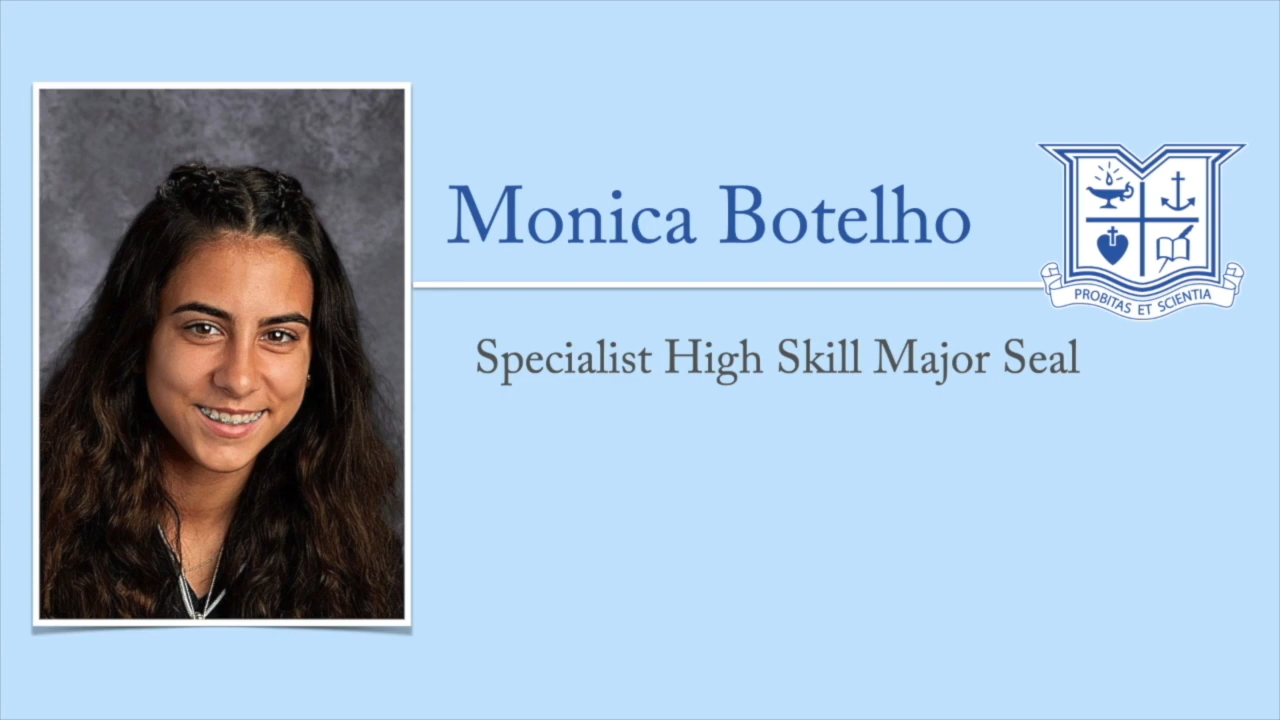 Monica Botelho
PROBITAS ET SCIENTIA
Specialist High Skill Major Seal